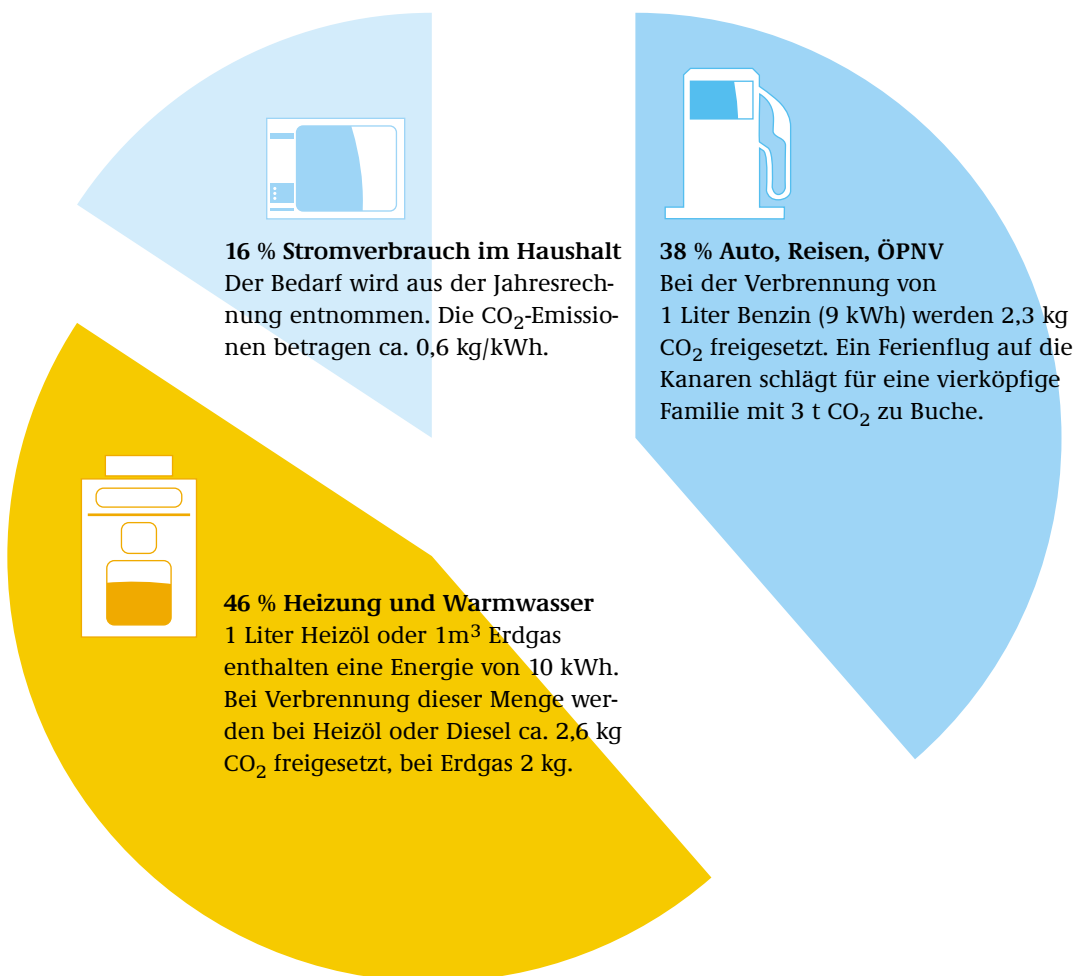 16 % Stromverbrauch im Haushalt
Der Bedarf wird aus der Jahresrech-
nung entnommen. Die CO₂-Emissio-
nen betragen ca. 0,6 kg/kWh.
38 % Auto, Reisen, ÖPNV
Bei der Verbrennung von
1 Liter Benzin (9 kWh) werden 2,3 kg
CO₂ freigesetzt. Ein Ferienflug auf die
Kanaren schlägt für eine vierköpfige
Familie mit 3 t CO₂ zu Buche.
46 % Heizung und Warmwasser
1 Liter Heizöl oder 1m³ Erdgas
enthalten eine Energie von 10 kWh.
Bei Verbrennung dieser Menge wer-
den bei Heizöl oder Diesel ca. 2,6 kg
CO₂ freigesetzt, bei Erdgas 2 kg.